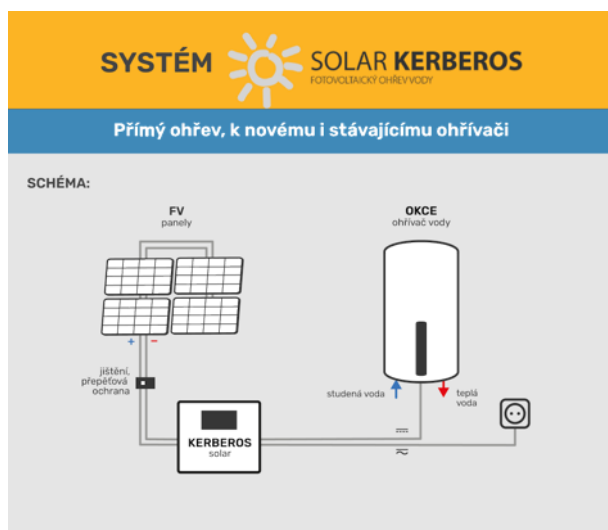 SYSTÉM
SOLAR KERBEROS
FOTOVOLTAICKÝ OHŘEV VODY
Přímý ohřev, k novému i stávajícímu ohřívači
SCHÉMA:
FV
panely
OKCE
ohřívač vody
+ −
jištění,
přepěťová
ochrana
studená voda
teplá
voda
KERBEROS
solar